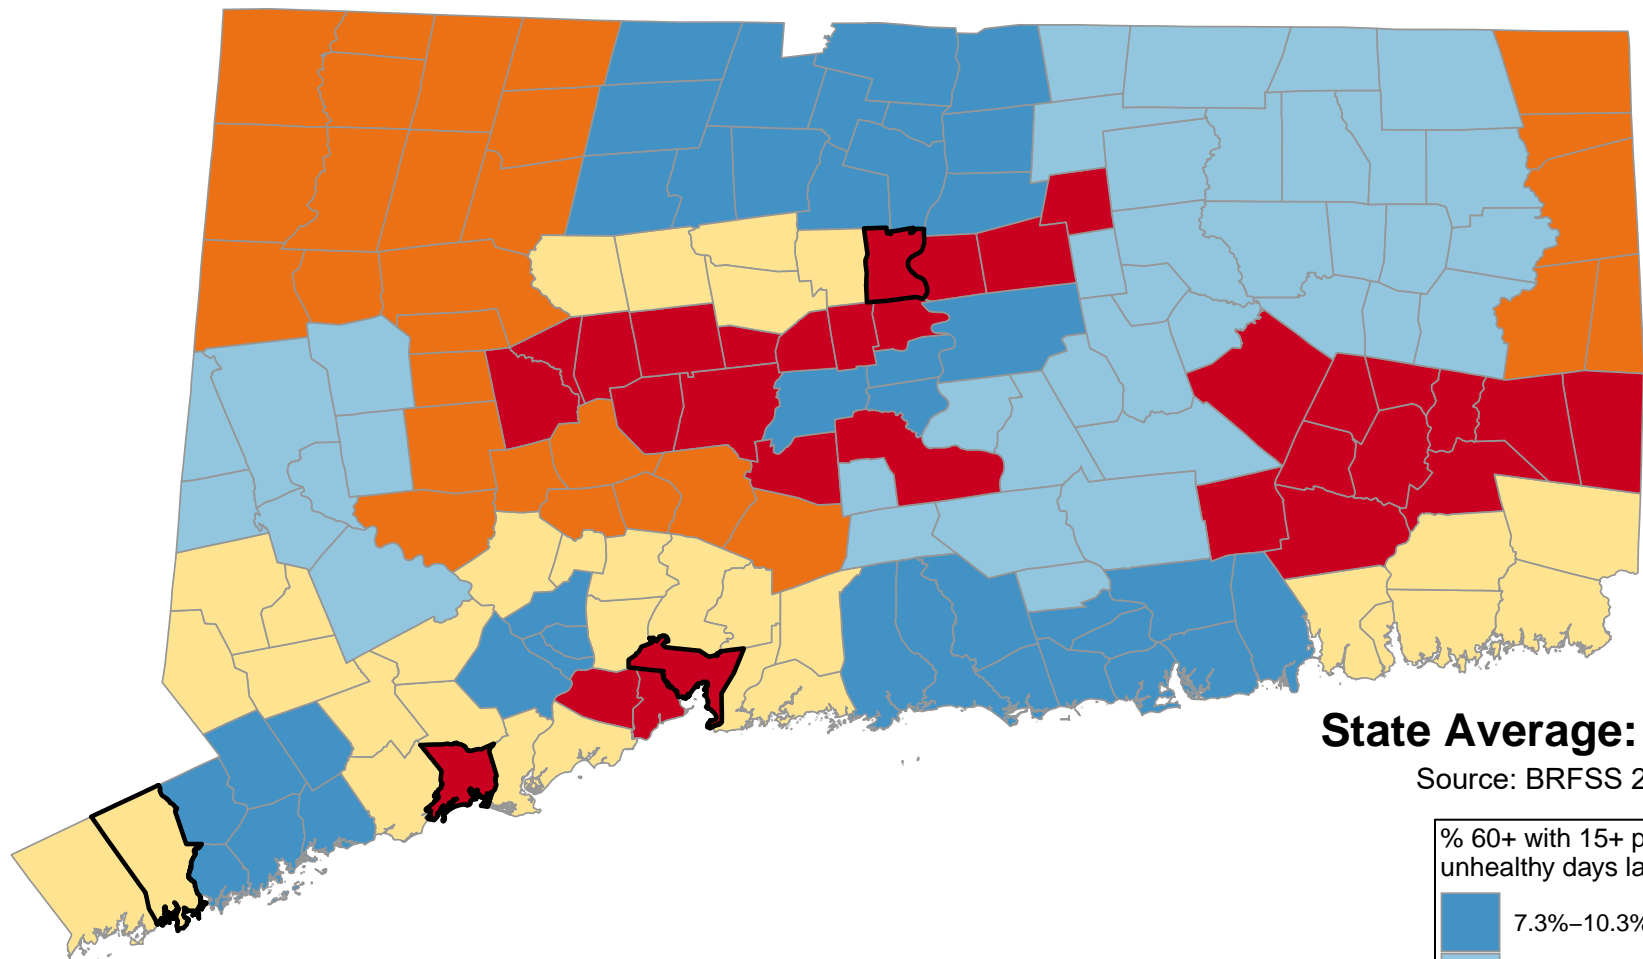 State Average:
Source: BRFSS 2
% 60+ with 15+ p
unhealthy days la
7.3%–10.3%